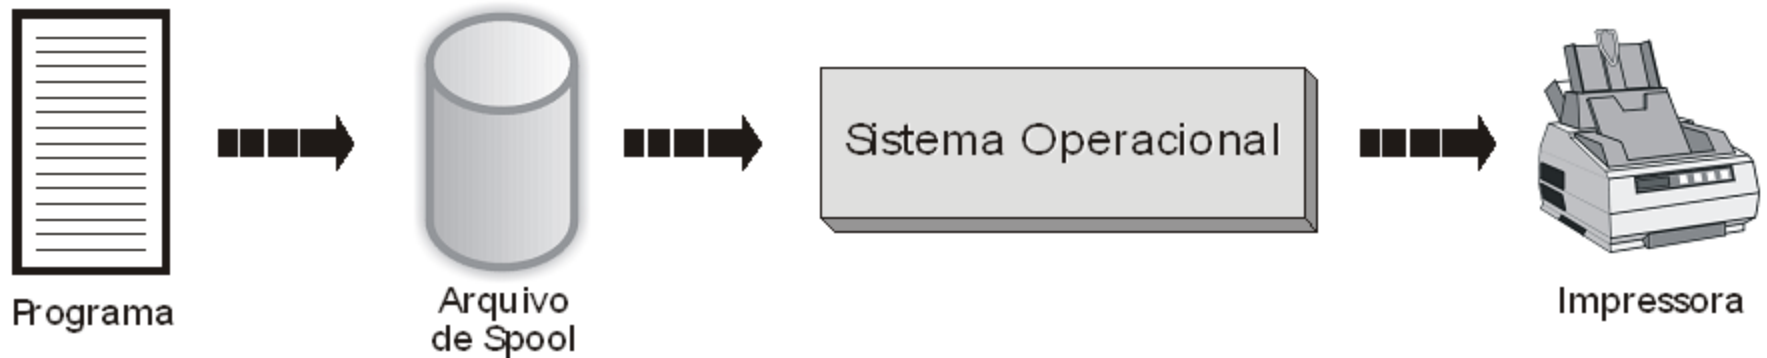 Programa
Arquivo
de Spool
Sistema Operacional
Impressora